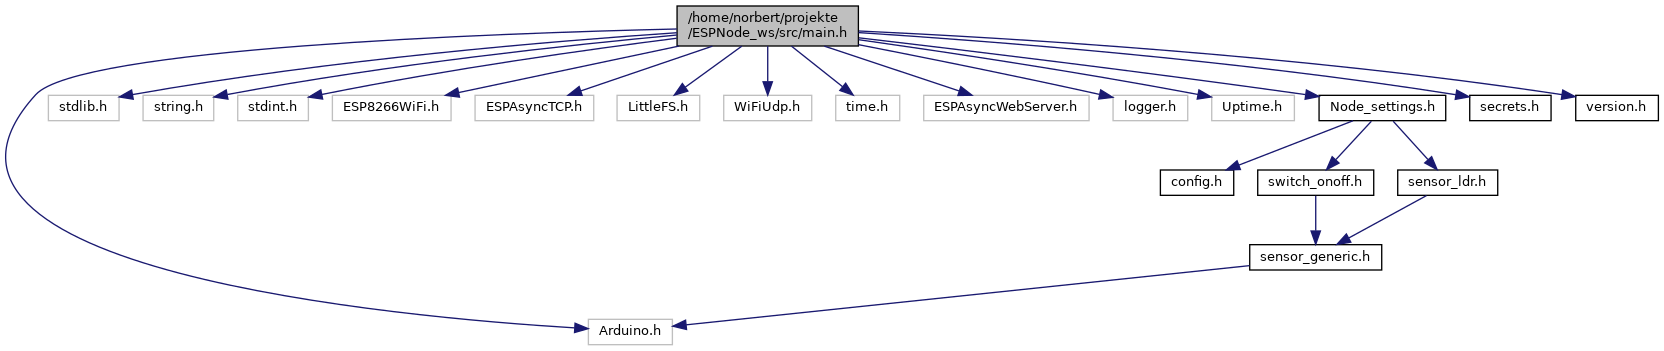 /home/norbert/projekte
/ESPNode_ws/src/main.h
stdlib.h
string.h
stdint.h
ESP8266WiFi.h
ESPAsyncTCP.h
LittleFS.h
WiFiUdp.h
time.h
ESPAsyncWebServer.h
logger.h
Uptime.h
Node_settings.h
secrets.h
version.h
config.h
switch_onoff.h
sensor_ldr.h
sensor_generic.h
Arduino.h